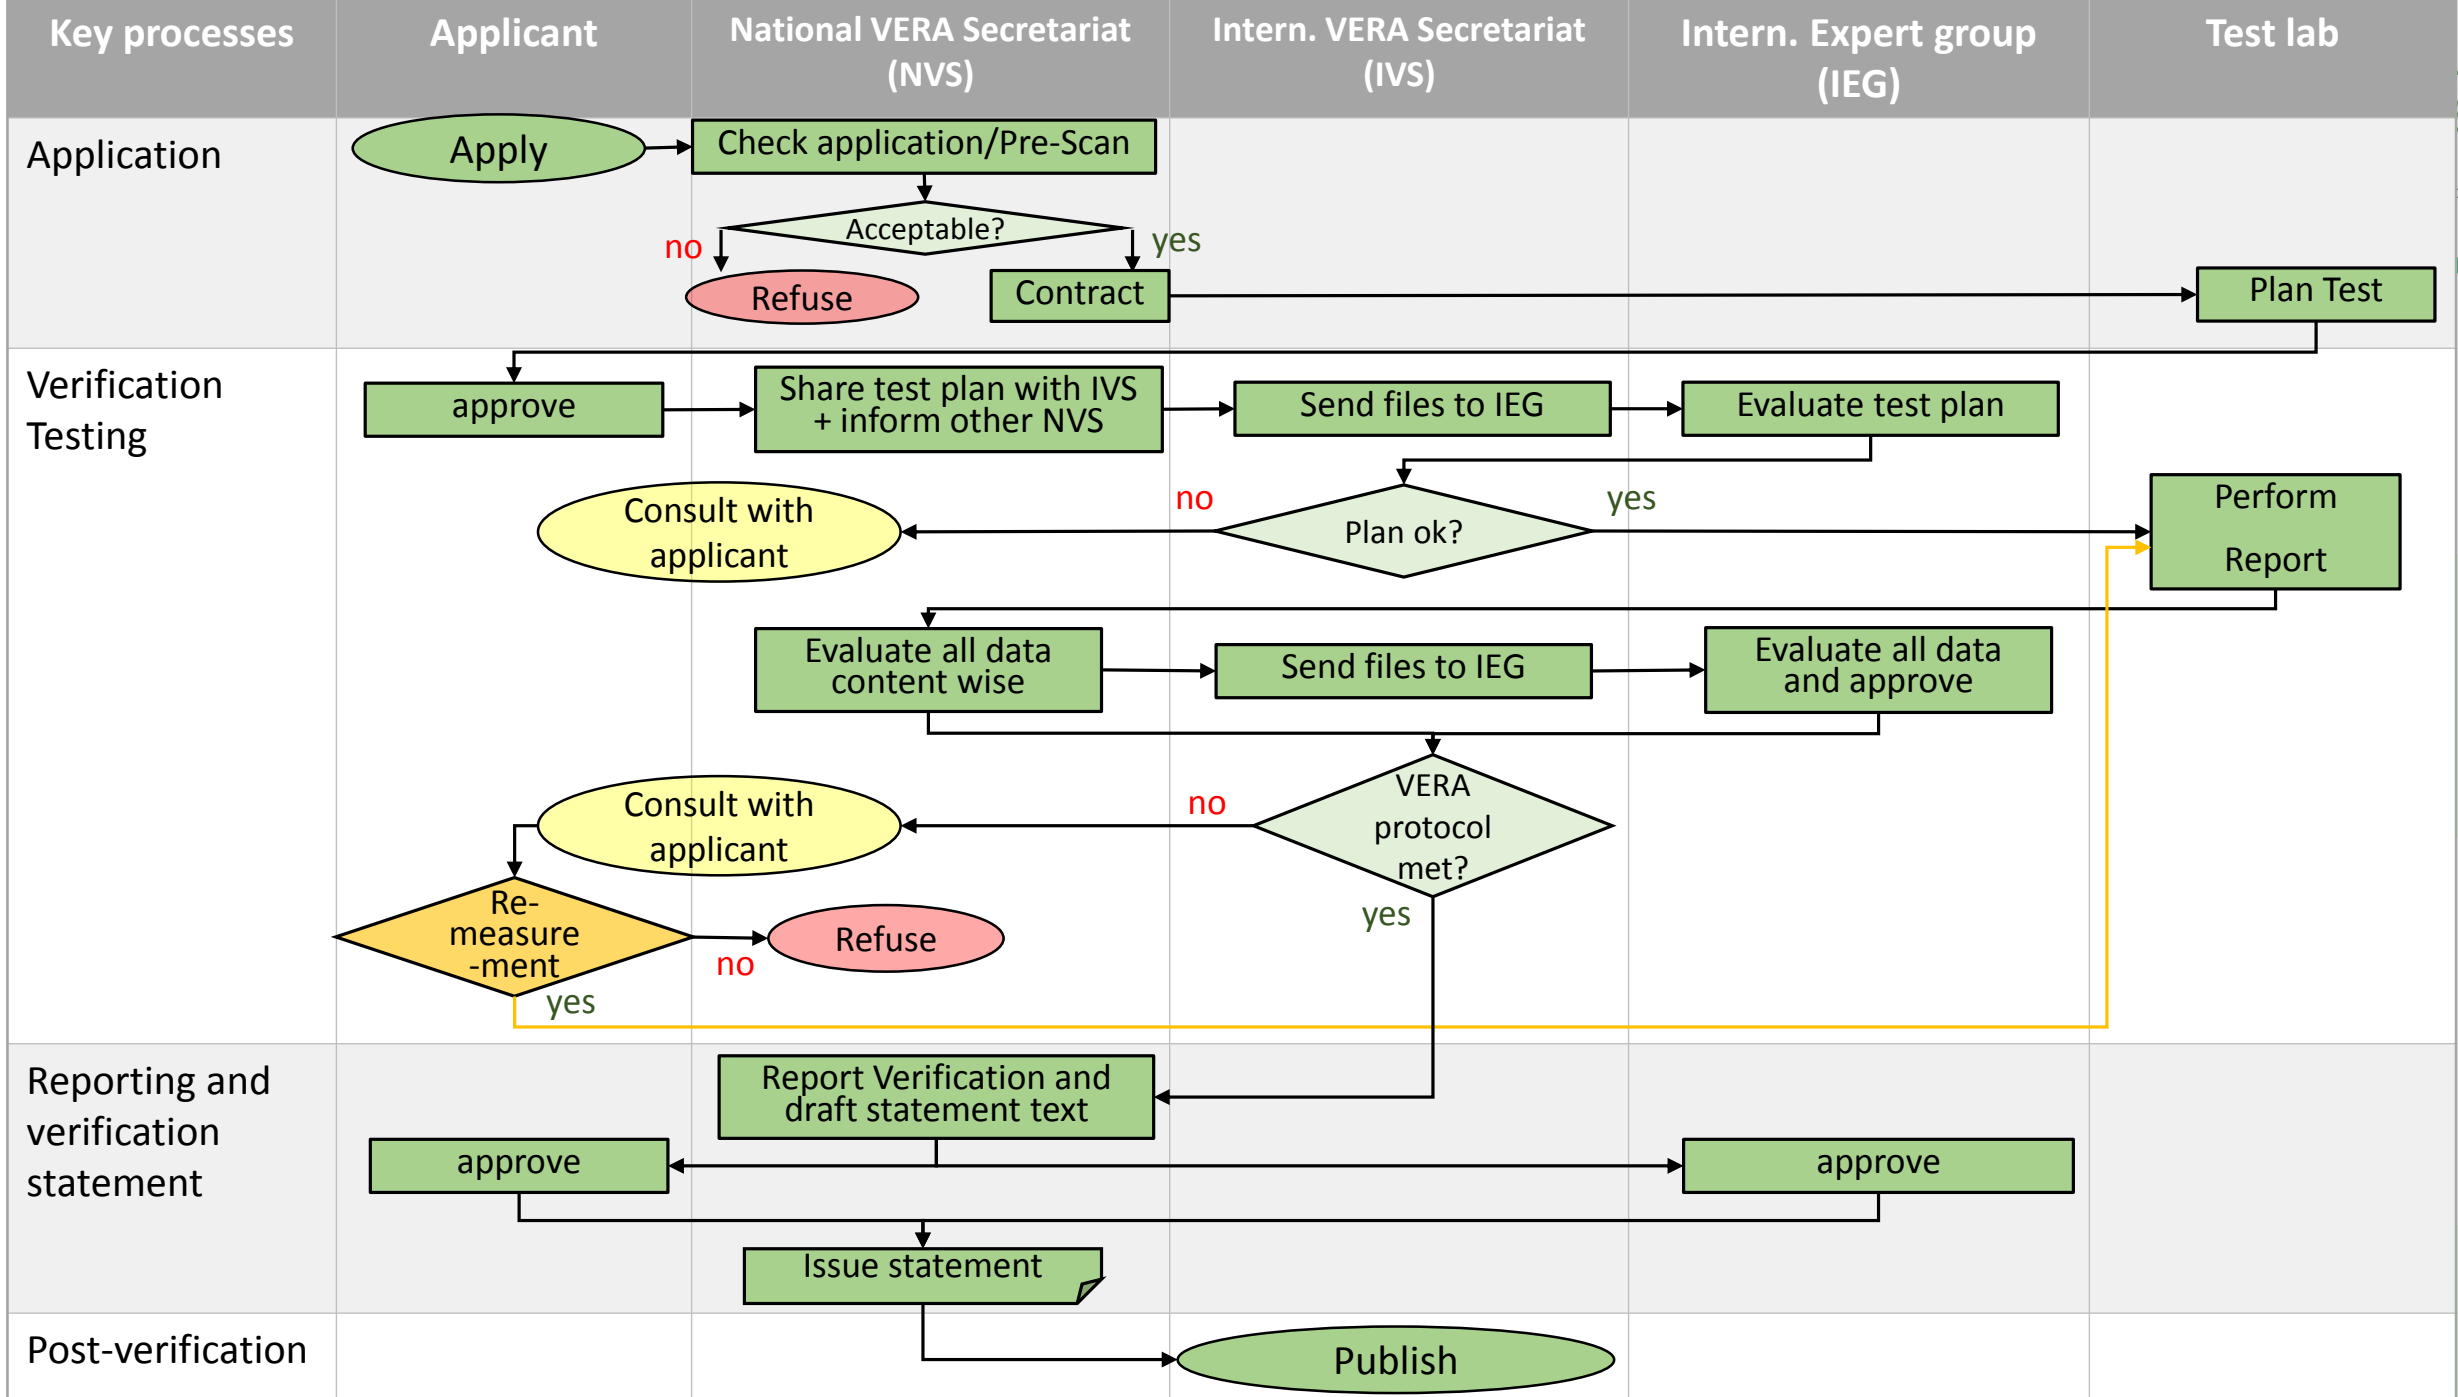 Key processes
Applicant
National VERA Secretariat
(NVS)
Intern. VERA Secretariat
(IVS)
Intern. Expert group
(IEG)
Test lab
Application
Apply
Check application/Pre-Scan
Acceptable?
no
yes
Refuse
Contract
Plan Test
Verification
Testing
approve
Share test plan with IVS
+ inform other NVS
Send files to IEG
Evaluate test plan
Consult with
applicant
no
Plan ok?
yes
Perform
Report
Evaluate all data
content wise
Send files to IEG
Evaluate all data
and approve
Consult with
applicant
no
VERA
protocol
met?
yes
Re-
measure
-ment
no
Refuse
yes
Reporting and
verification
statement
Report Verification and
draft statement text
approve
approve
Issue statement
Post-verification
Publish